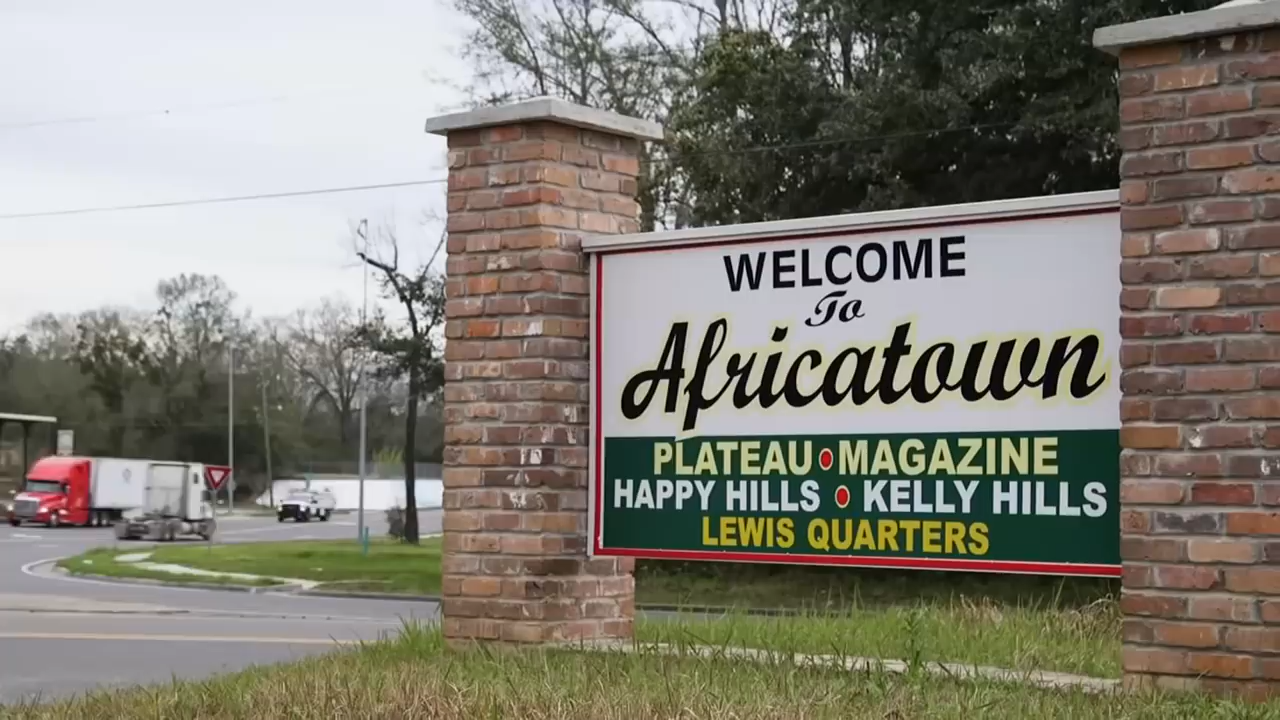 WELCOME
To
Africatown
PLATEAU • MAGAZINE
HAPPY HILLS • KELLY HILLS
LEWIS QUARTERS